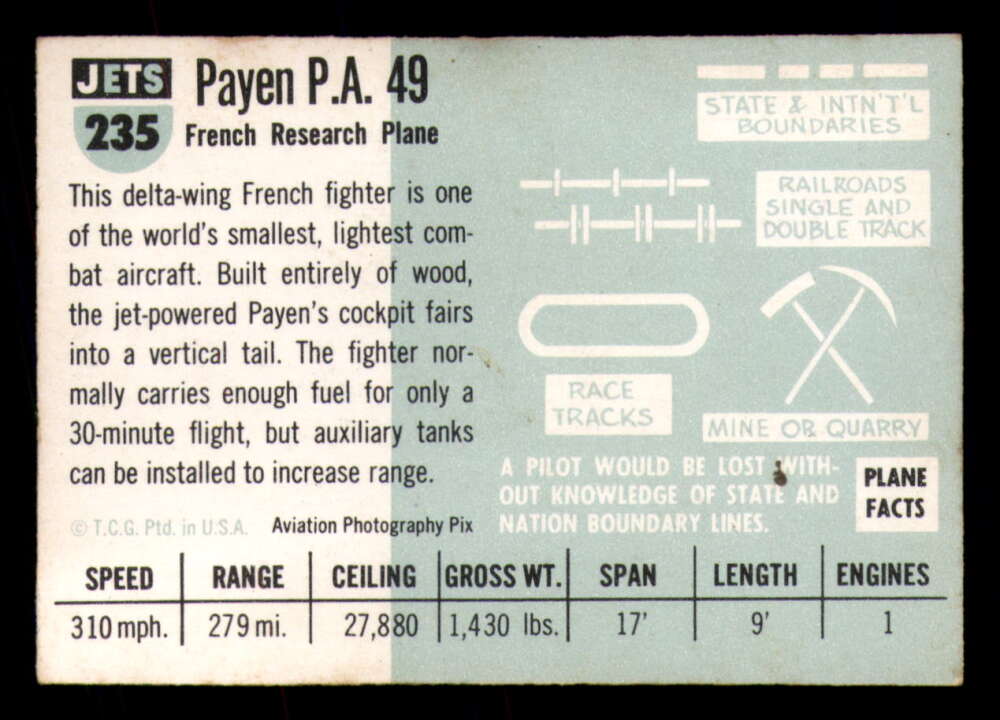 JETS
235
Payen P.A. 49
French Research Plane
This delta-wing French fighter is one
of the world's smallest, lightest com-
bat aircraft. Built entirely of wood,
the jet-powered Payen's cockpit fairs
into a vertical tail. The fighter nor-
mally carries enough fuel for only a
30-minute flight, but auxiliary tanks
can be installed to increase range.
© T.C.G. Ptd. in U.S.A. Aviation Photography Pix
STATE & INTN'T'L
BOUNDARIES
RAILROADS
SINGLE AND
DOUBLE TRACK
RACE
TRACKS
MINE OR QUARRY
A PILOT WOULD BE LOST WITH-
OUT KNOWLEDGE OF STATE AND
NATION BOUNDARY LINES.
PLANE
FACTS
SPEED RANGE CEILING GROSS WT. SPAN LENGTH ENGINES
310 mph. 279 mi. 27,880 1,430 lbs. 17' 9' 1